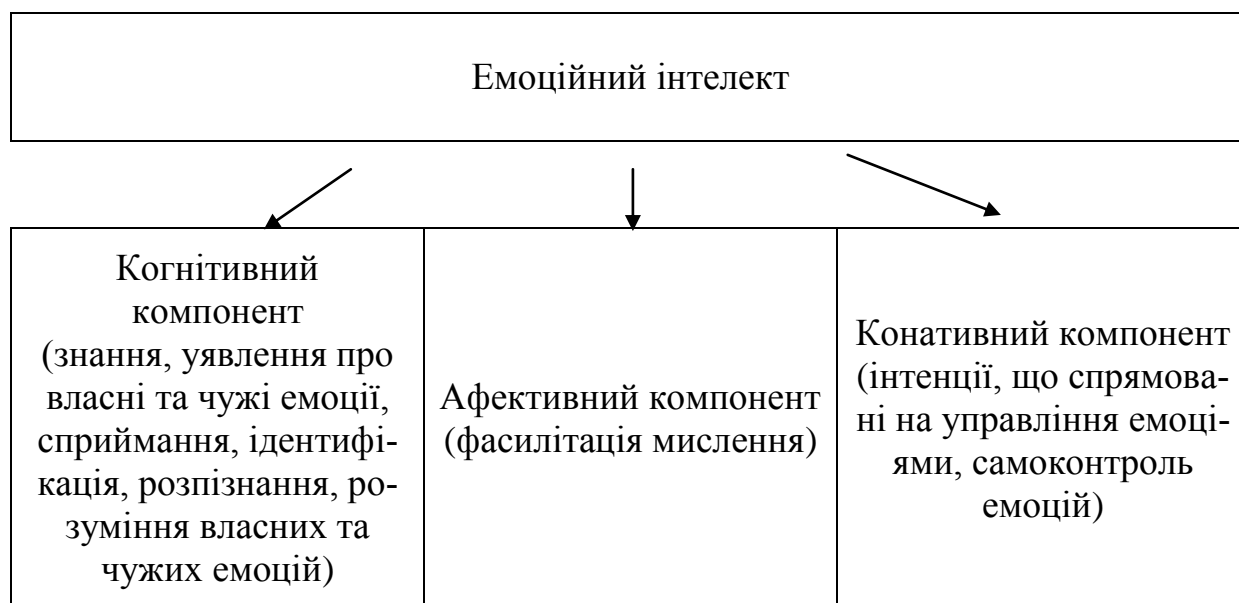 Емоційний інтелект
Когнітивний
компонент
(знання, уявлення про
власні та чужі емоції,
сприймання, ідентифі-
кація, розпізнання, ро-
зуміння власних та
чужих емоцій)
Афективний компонент
(фасилітація мислення)
Конативний компонент
(інтенції, що спрямова-
ні на управління емоці-
ями, самоконтроль
емоцій)